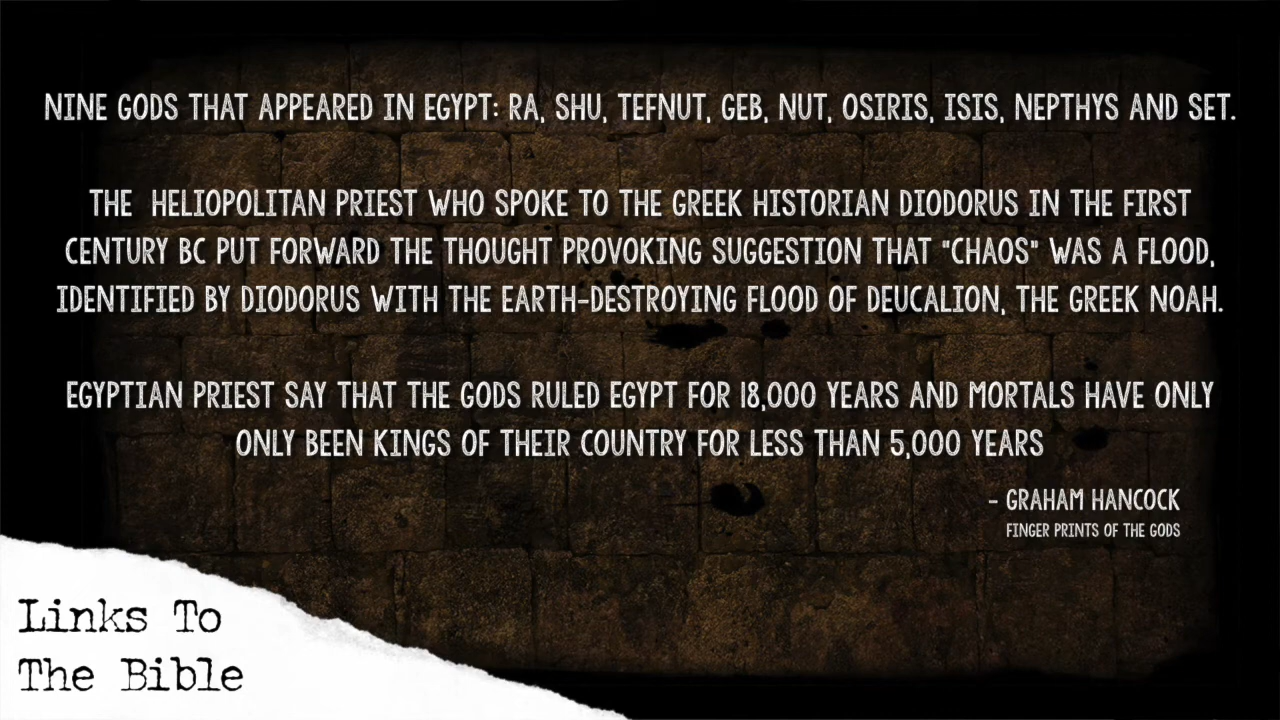 NINE GODS THAT APPEARED IN EGYPT: RA, SHU, TEFNUT, GEB, NUT, OSIRIS, ISIS, NEPTHYS AND SET.
THE HELIOPOLITAN PRIEST WHO SPOKE TO THE GREEK HISTORIAN DIODORUS IN THE FIRST
CENTURY BC PUT FORWARD THE THOUGHT PROVOKING SUGGESTION THAT "CHAOS" WAS A FLOOD,
IDENTIFIED BY DIODORUS WITH THE EARTH-DESTROYING FLOOD OF DEUCALION, THE GREEK NOAH.
EGYPTIAN PRIEST SAY THAT THE GODS RULED EGYPT FOR 18,000 YEARS AND MORTALS HAVE ONLY
ONLY BEEN KINGS OF THEIR COUNTRY FOR LESS THAN 5,000 YEARS
- GRAHAM HANCOCK
FINGER PRINTS OF THE GODS
Links To
The Bible